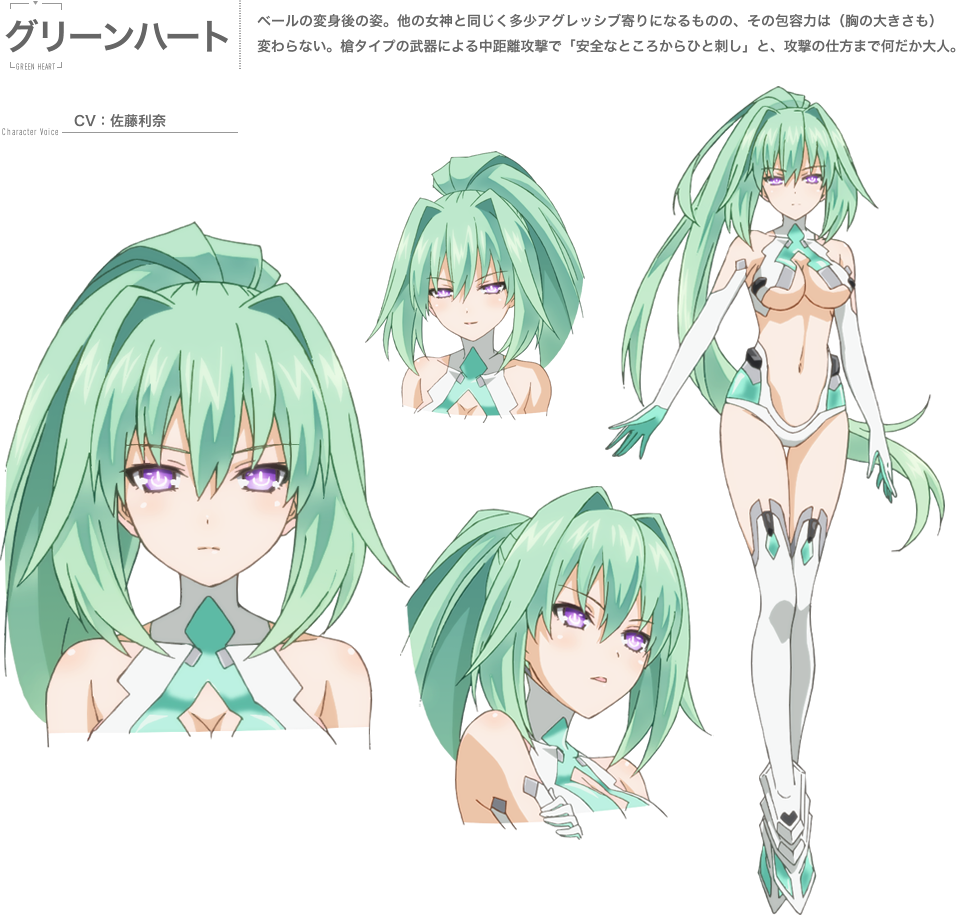 グリーンハート
GREEN HEART
ベールの変身後の姿。他の女神と同じく多少アグレッシブ寄りになるものの、その包容力は（胸の大きさも）
変わらない。槍タイプの武器による中距離攻撃で「安全なところからひと刺し」と、攻撃の仕方まで何だか大人。
CV：佐藤利奈
Character Voice